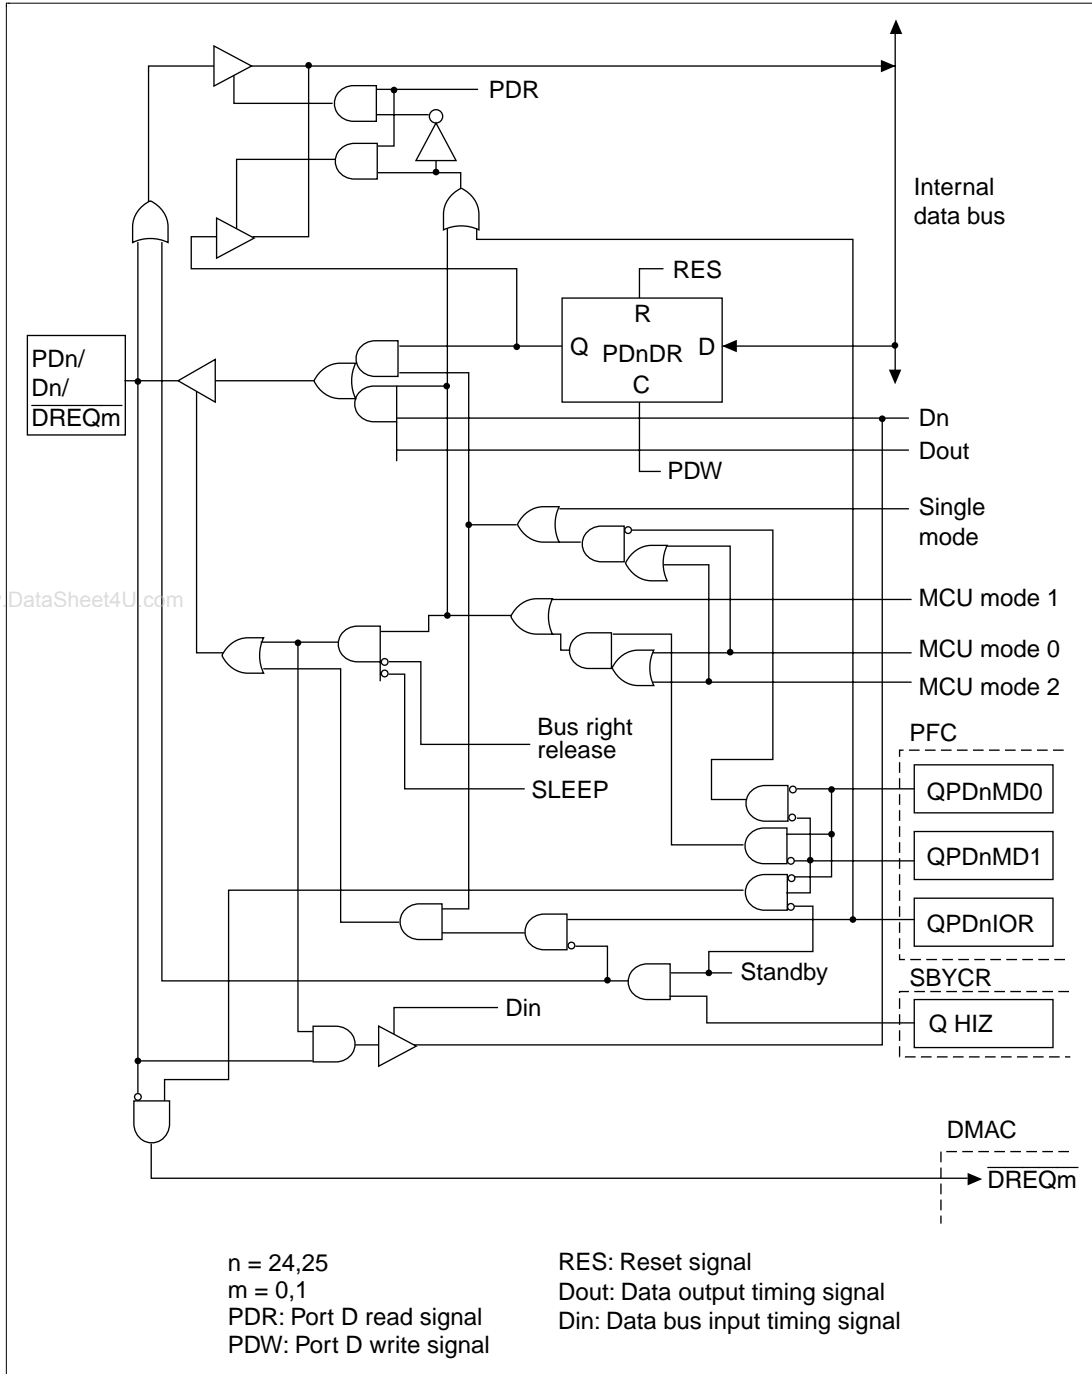 PDR
Internal
data bus
RES
R
Q PDnDR D
C
PDn/
Dn/
DREQm
Dn
Dout
PDW
Single
mode
.DataSheet4U.com
MCU mode 1
MCU mode 0
MCU mode 2
Bus right
release
PFC
SLEEP
QPDnMD0
QPDnMD1
QPDnIOR
Standby
SBYCR
Din
Q HIZ
DMAC
DREQm
n = 24,25
m = 0,1
PDR: Port D read signal
PDW: Port D write signal
RES: Reset signal
Dout: Data output timing signal
Din: Data bus input timing signal